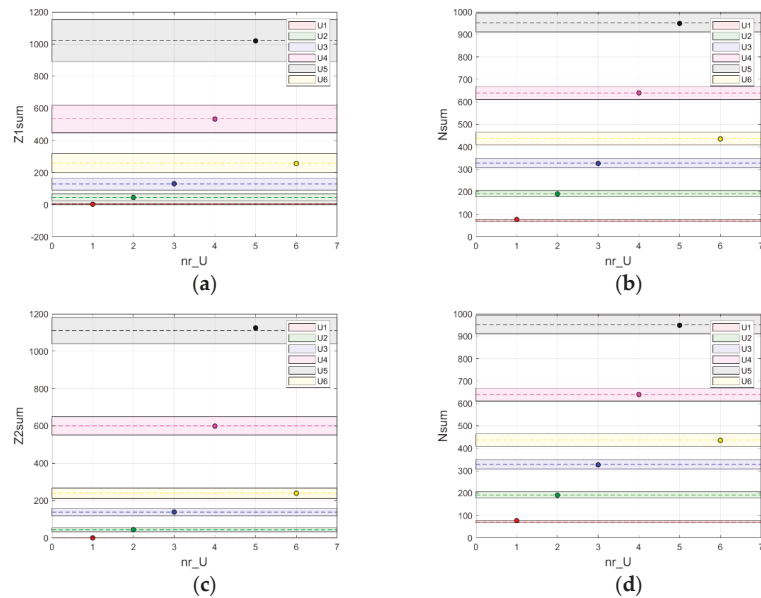 1200
1000
800
600
400
200
0
-200
Z1sum
0 1 2 3 4 5 6 7
nr_U
U1
U2
U3
U4
U5
U6
(a)
1000
900
800
700
600
500
400
300
200
100
0
Nsum
0 1 2 3 4 5 6 7
nr_U
U1
U2
U3
U4
U5
U6
(b)
1200
1000
800
600
400
200
0
Z2sum
0 1 2 3 4 5 6 7
nr_U
U1
U2
U3
U4
U5
U6
(c)
1000
900
800
700
600
500
400
300
200
100
0
Nsum
0 1 2 3 4 5 6 7
nr_U
U1
U2
U3
U4
U5
U6
(d)